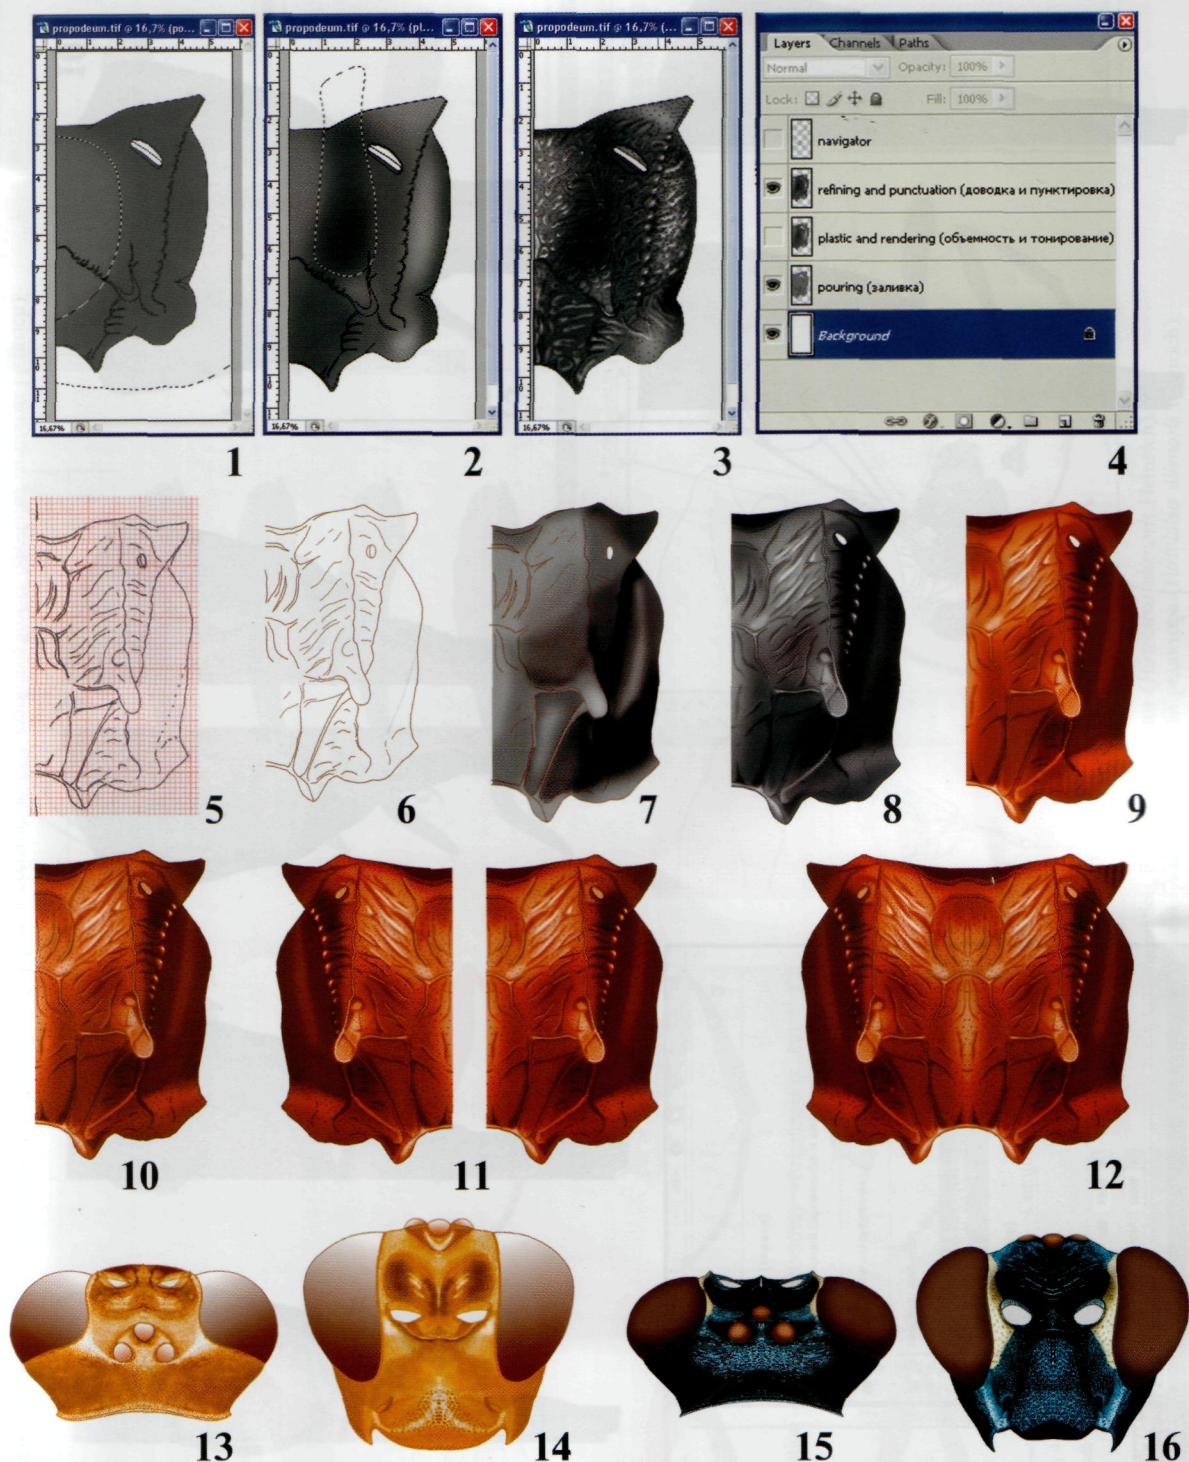 propodeum.tif @ 16,7% (po...
propodeum.tif @ 16,7% (pl...
propodeum.tif @ 16,7% (...
16,67%
16,67%
16,67%
Layers
Channels
Paths
Normal
Opacity: 100%
Lock:
Fill: 100%
navigator
refining and punctuation (доводка и пунктировка)
plastic and rendering (объемность и тонирование)
pouring (заливка)
Background
1
2
3
4
5
6
7
8
9
10
11
12
13
14
15
16